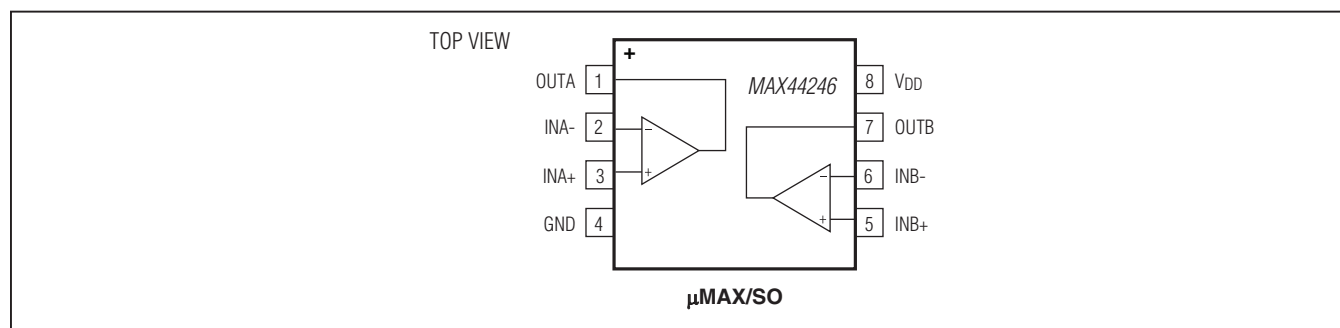 TOP VIEW
+
MAX44246
OUTA 1
INA- 2
INA+ 3
GND 4
8 VDD
7 OUTB
6 INB-
5 INB+
−
+
−
+
µMAX/SO